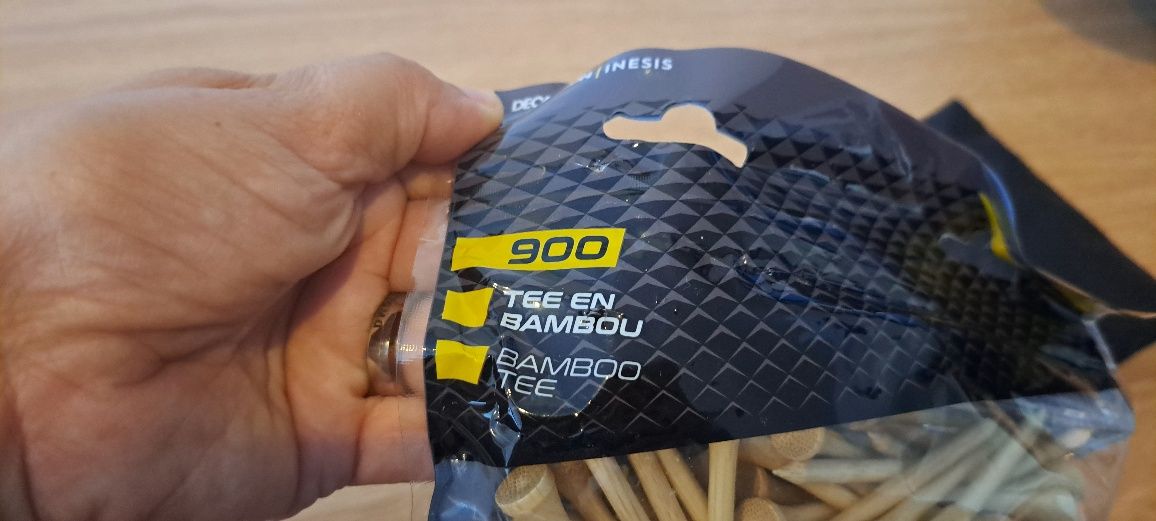 INESIS
900
TEE EN
BAMBOU
BAMBOO
TEE